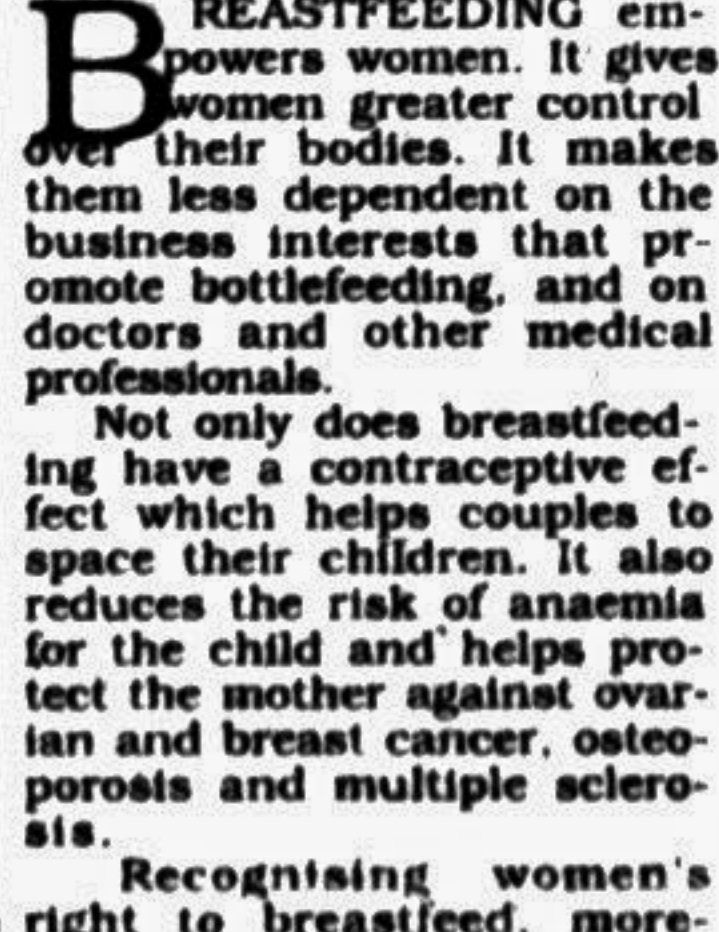 BREASTFEEDING em-
powers women. It gives
women greater control
over their bodies. It makes
them less dependent on the
business interests that pr-
omote bottlefeeding, and on
doctors and other medical
professionals.
Not only does breastfeed-
ing have a contraceptive ef-
fect which helps couples to
space their children. It also
reduces the risk of anaemia
for the child and helps pro-
tect the mother against ovar-
ian and breast cancer, osteo-
porosis and multiple sclero-
sis.
Recognising women's
right to breastfeed, more-